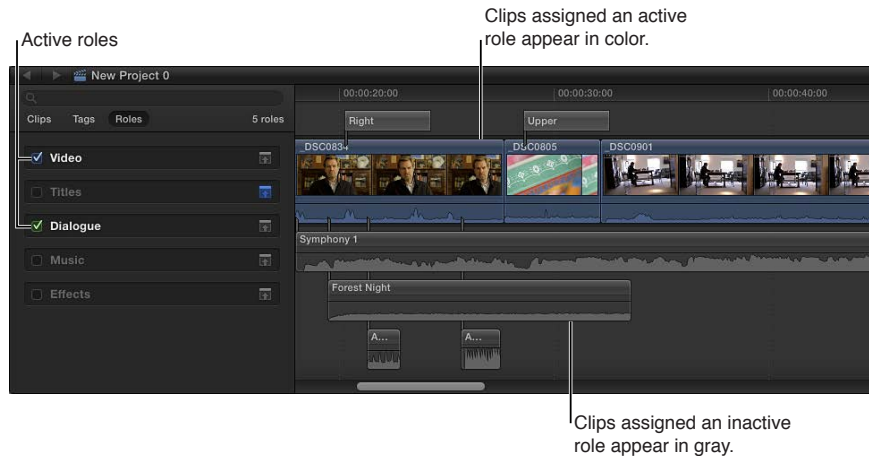 Clips assigned an active
role appear in color.
Active roles
New Project 0
00:00:20:00
00:00:30:00
00:00:40:00
Clips Tags Roles 5 roles
Right
Upper
_DSC0834
_DSC0805
_DSC0901
Video
Titles
Dialogue
Symphony 1
Music
Forest Night
Effects
A...
A...
Clips assigned an inactive
role appear in gray.